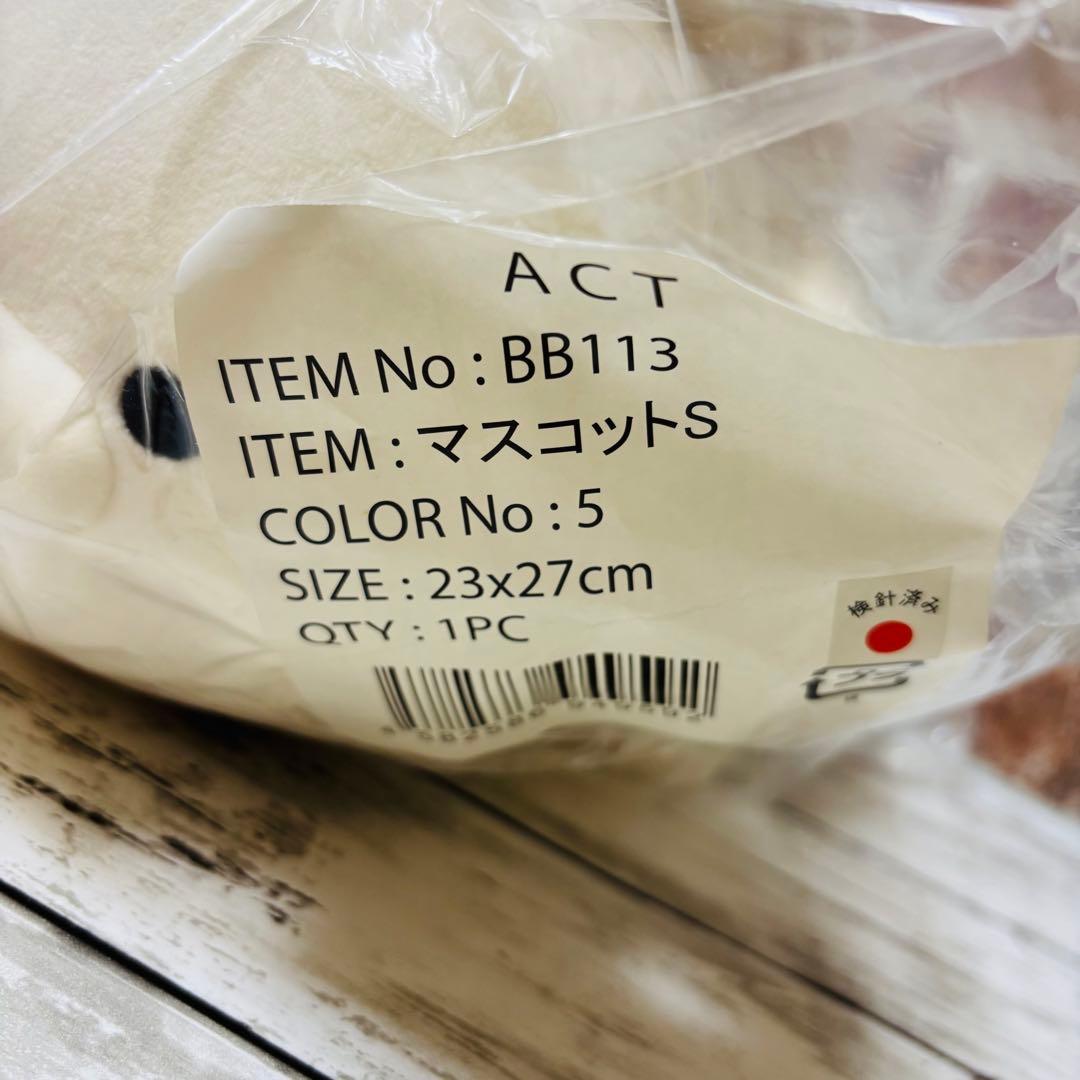 ACT
ITEM No : BB113
ITEM : マスコットS
COLOR No : 5
SIZE : 23x27cm
QTY : 1PC
検針済み